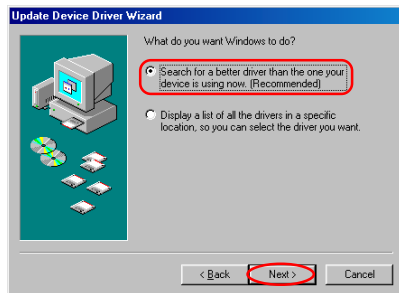 Update Device Driver Wizard
What do you want Windows to do?
Search for a better driver than the one your
device is using now. (Recommended)
Display a list of all the drivers in a specific
location, so you can select the driver you want.
< Back
Next >
Cancel